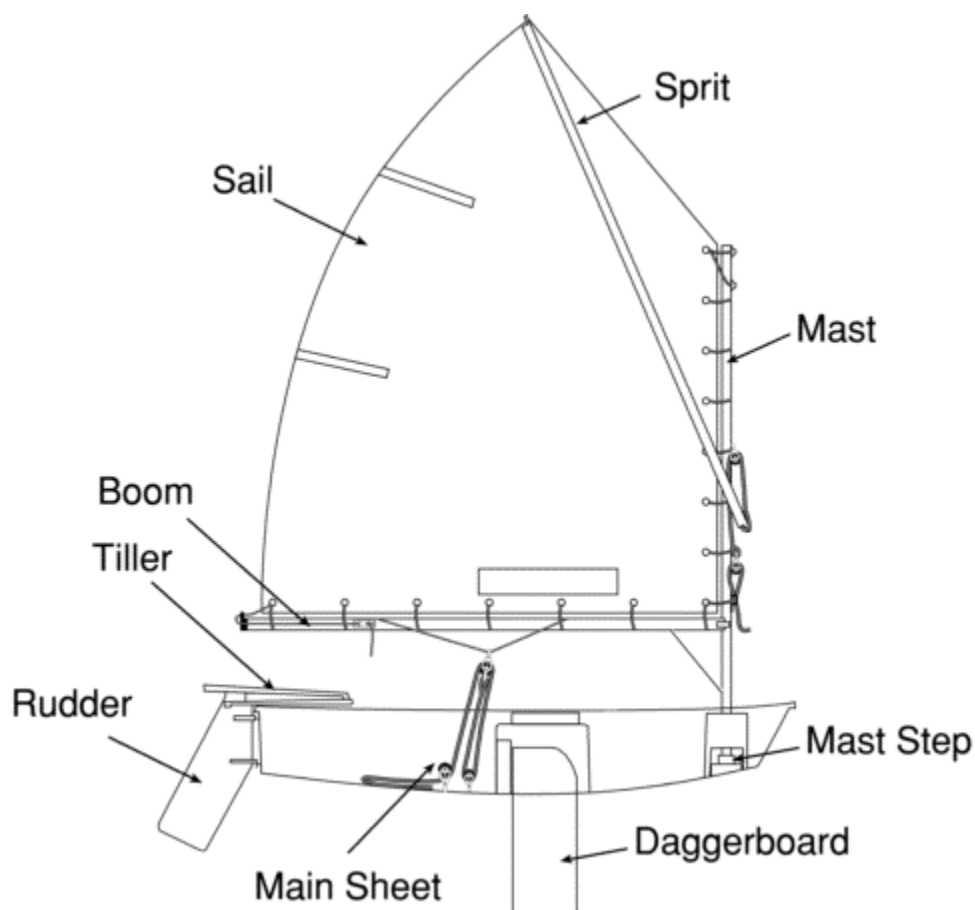 Sprit
Sail
Mast
Boom
Tiller
Rudder
Mast Step
Daggerboard
Main Sheet